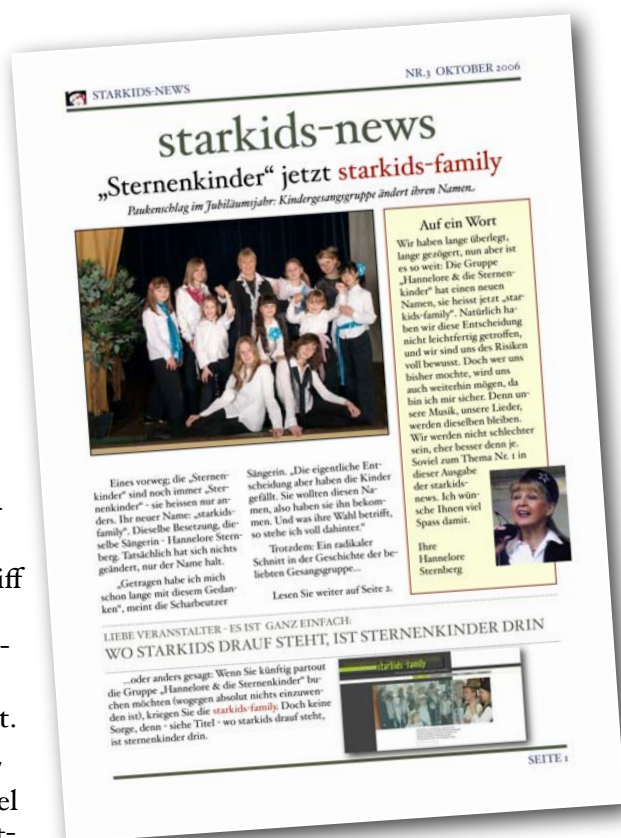 STARKIDS-NEWS
NR.3 OKTOBER 2006
starkids-news
„Sternenkinder“ jetzt starkids-family
Paukenschlag im Jubiläumsjahr: Kindergesangsgruppe ändert ihren Namen.
Eines vorweg; die „Sternen-
kinder“ sind noch immer „Ster-
nenkinder“ - sie heissen nur an-
ders. Ihr neuer Name: „starkids-
family“. Dieselbe Besetzung, die-
selbe Sängerin - Hannelore Stern-
berg. Tatsächlich hat sich nichts
geändert, nur der Name halt.
„Getragen habe ich mich
schon lange mit diesem Gedan-
ken“, meint die Scharbeutzer
Sängerin. „Die eigentliche Ent-
scheidung aber haben die Kinder
gefällt. Sie wollten diesen Na-
men, also haben sie ihn bekom-
men. Und was ihre Wahl betrifft,
so stehe ich voll dahinter.“
Trotzdem: Ein radikaler
Schnitt in der Geschichte der be-
liebten Gesangsgruppe...
Lesen Sie weiter auf Seite 2.
Auf ein Wort
Wir haben lange überlegt,
lange gezögert, nun aber ist
es so weit: Die Gruppe
„Hannelore & die Sternen-
kinder“ hat einen neuen
Namen, sie heisst jetzt „star-
kids-family“. Natürlich ha-
ben wir diese Entscheidung
nicht leichtfertig getroffen,
und wir sind uns des Risiken
voll bewusst. Doch wer uns
bisher mochte, wird uns
auch weiterhin mögen, da
bin ich mir sicher. Denn un-
sere Musik, unsere Lieder,
werden dieselben bleiben.
Wir werden nicht schlechter
sein, eher besser denn je.
Soviel zum Thema Nr. 1 in
dieser Ausgabe
der starkids-
news. Ich wün-
sche Ihnen viel
Spass damit.
Ihre
Hannelore
Sternberg
LIEBE VERANSTALTER - ES IST GANZ EINFACH:
WO STARKIDS DRAUF STEHT, IST STERNENKINDER DRIN
...oder anders gesagt: Wenn Sie künftig partout
die Gruppe „Hannelore & die Sternenkinder“ bu-
chen möchten (wogegen absolut nichts einzuwen-
den ist), kriegen Sie die starkids-family. Doch keine
Sorge, denn - siehe Titel - wo starkids drauf steht,
ist sternenkinder drin.
starkids-family
SEITE 1
iff
t.
el